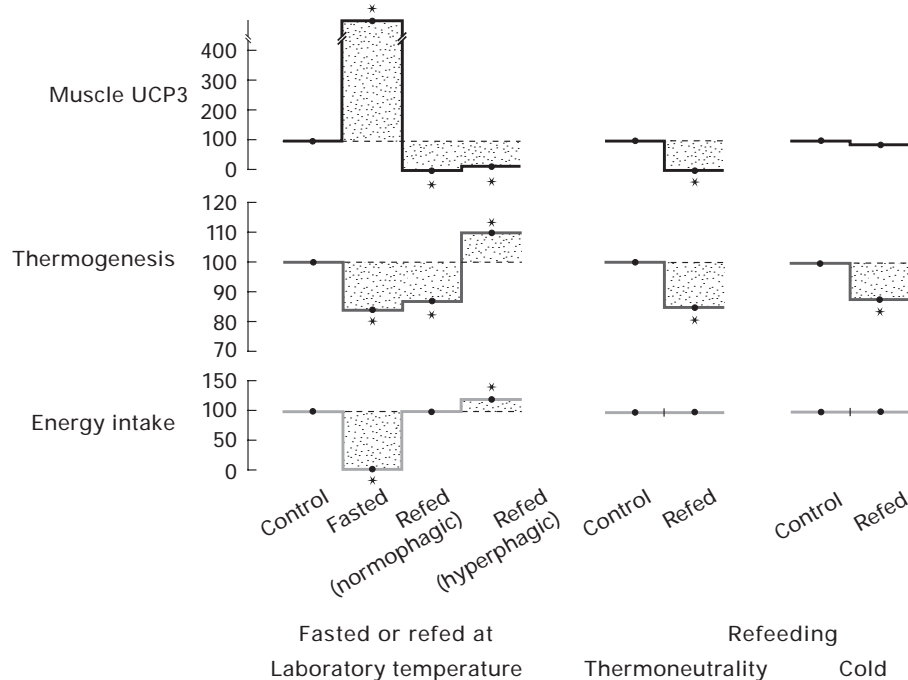 Muscle UCP3
400
300
200
100
0
*
*
*
*
Thermogenesis
120
110
100
90
80
70
*
*
*
*
*
Energy intake
150
100
50
0
*
*
Control
Fasted
Refed
(normophagic)
Refed
(hyperphagic)
Control
Refed
Control
Refed
Fasted or refed at
Laboratory temperature
Refeeding
Thermoneutrality
Cold